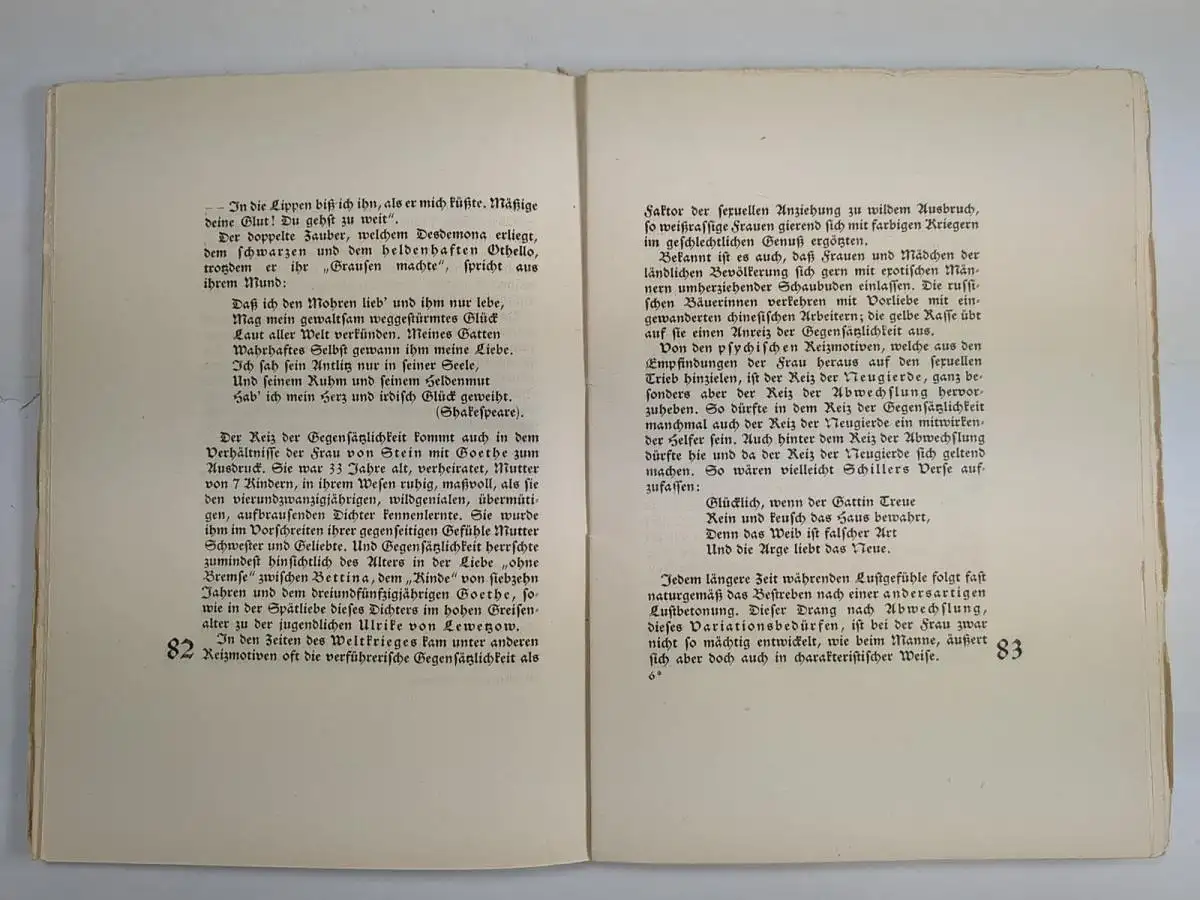 — — In die Lippen biß ich ihn, als er mich küßte. Mäßige
deine Glut! Du gehst zu weit“.
Der doppelte Zauber, welchem Desdemona erliegt,
dem schwarzen und dem heldenhaften Othello,
trotzdem er ihr „Grausen machte“, spricht aus
ihrem Mund:
Daß ich den Mohren lieb' und ihm nur lebe,
Mag mein gewaltsam weggestürmtes Glück
Laut aller Welt verkünden. Meines Gatten
Wahrhaftes Selbst gewann ihm meine Liebe.
Ich sah sein Antlitz nur in seiner Seele,
Und seinem Ruhm und seinem Heldenmut
Hab' ich mein Herz und irdisch Glück geweiht.
(Shakespeare).
Der Reiz der Gegensätzlichkeit kommt auch in dem
Verhältnisse der Frau von Stein mit Goethe zum
Ausdruck. Sie war 33 Jahre alt, verheiratet, Mutter
von 7 Kindern, in ihrem Wesen ruhig, maßvoll, als sie
den vierundzwanzigjährigen, wildgenialen, übermüti-
gen, aufbrausenden Dichter kennenlernte. Sie wurde
ihm im Vorschreiten ihrer gegenseitigen Gefühle Mutter
Schwester und Geliebte. Und Gegensätzlichkeit herrschte
zumindest hinsichtlich des Alters in der Liebe „ohne
Bremse“ zwischen Bettina, dem „Kinde“ von siebzehn
Jahren und dem dreiundfünfzigjährigen Goethe, so-
wie in der Spätliebe dieses Dichters im hohen Greisen-
alter zu der jugendlichen Ulrike von Lewetzow.
In den Zeiten des Weltkrieges kam unter anderen
Reizmotiven oft die verführerische Gegensätzlichkeit als
82
Faktor der sexuellen Anziehung zu wildem Ausbruch,
so weißrassige Frauen gierend sich mit farbigen Kriegern
im geschlechtlichen Genuß ergötzten.
Bekannt ist es auch, daß Frauen und Mädchen der
ländlichen Bevölkerung sich gern mit exotischen Män-
nern umherziehender Schaubuden einlassen. Die russi-
schen Bäuerinnen verkehren mit Vorliebe mit ein-
gewanderten chinesischen Arbeitern; die gelbe Rasse übt
auf sie einen Anreiz der Gegensätzlichkeit aus.
Von den psychischen Reizmotiven, welche aus den
Empfindungen der Frau heraus auf den sexuellen
Trieb hinzielen, ist der Reiz der Neugierde, ganz be-
sonders aber der Reiz der Abwechslung hervor-
zuheben. So dürfte in dem Reiz der Gegensätzlichkeit
manchmal auch der Reiz der Neugierde ein mitwirken-
der Helfer sein. Auch hinter dem Reiz der Abwechslung
dürfte hie und da der Reiz der Neugierde sich geltend
machen. So wären vielleicht Schillers Verse auf-
zufassen:
Glücklich, wenn der Gattin Treue
Rein und keusch das Haus bewahrt,
Denn das Weib ist falscher Art
Und die Arge liebt das Neue.
Jedem längere Zeit währenden Lustgefühle folgt fast
naturgemäß das Bestreben nach einer andersartigen
Lustbetonung. Dieser Drang nach Abwechslung,
dieses Variationsbedürfen, ist bei der Frau zwar
nicht so mächtig entwickelt, wie beim Manne, äußert
sich aber doch auch in charakteristischer Weise.
6*
83